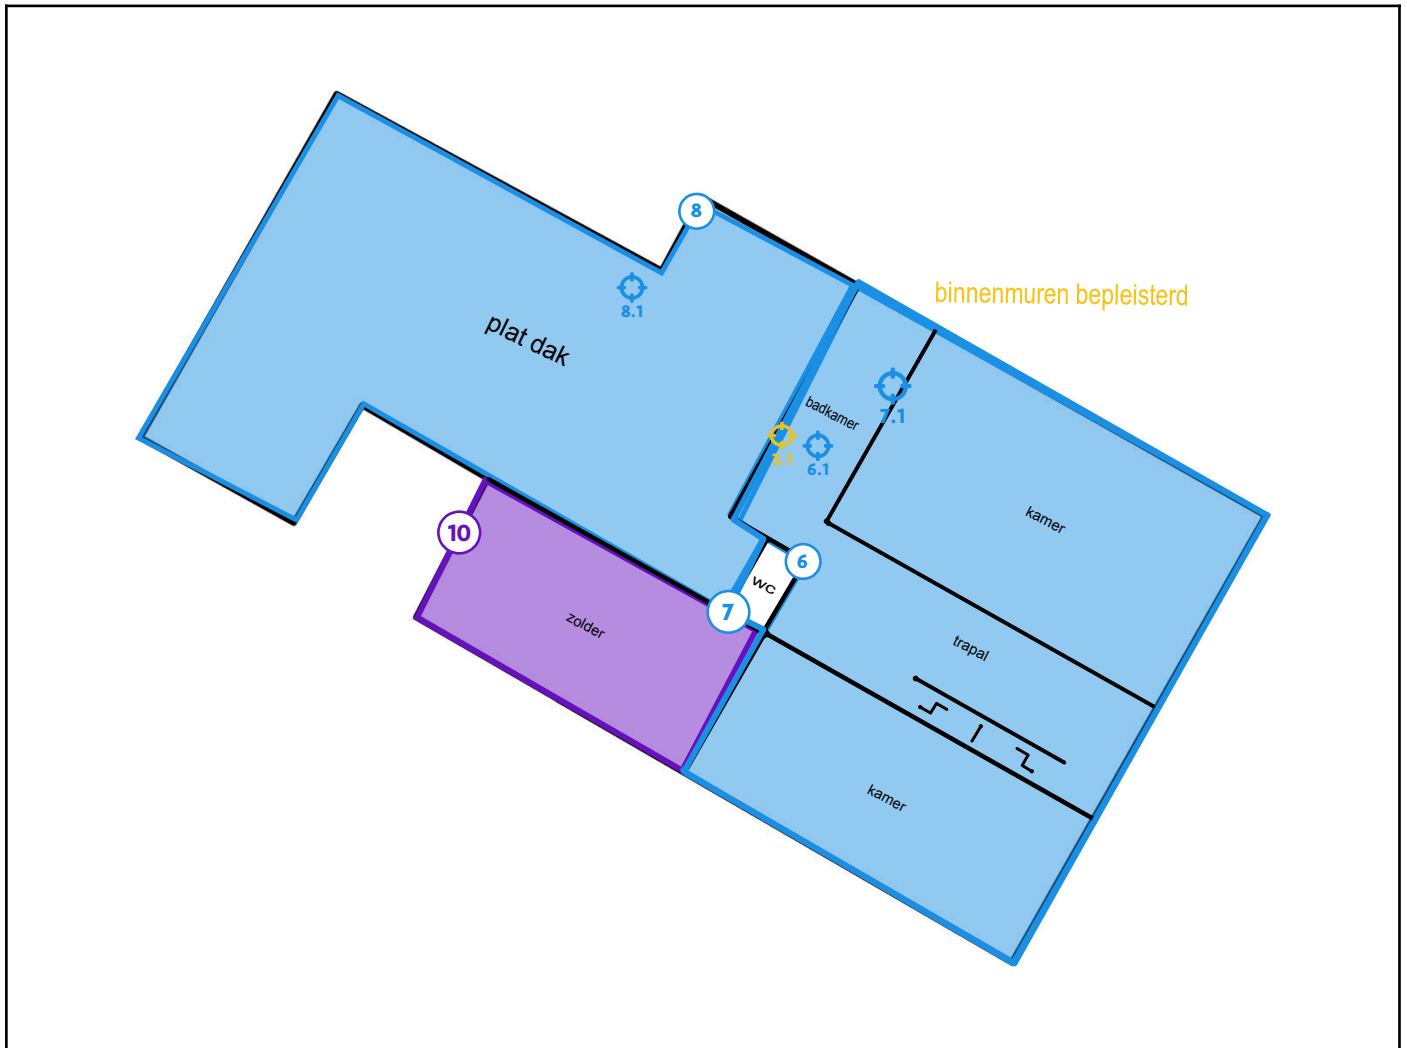 8
binnenmuren bepleisterd
8.1
plat dak
7.1
badkamer
3.1
6.1
kamer
10
6
wc
7
zolder
trapal
kamer